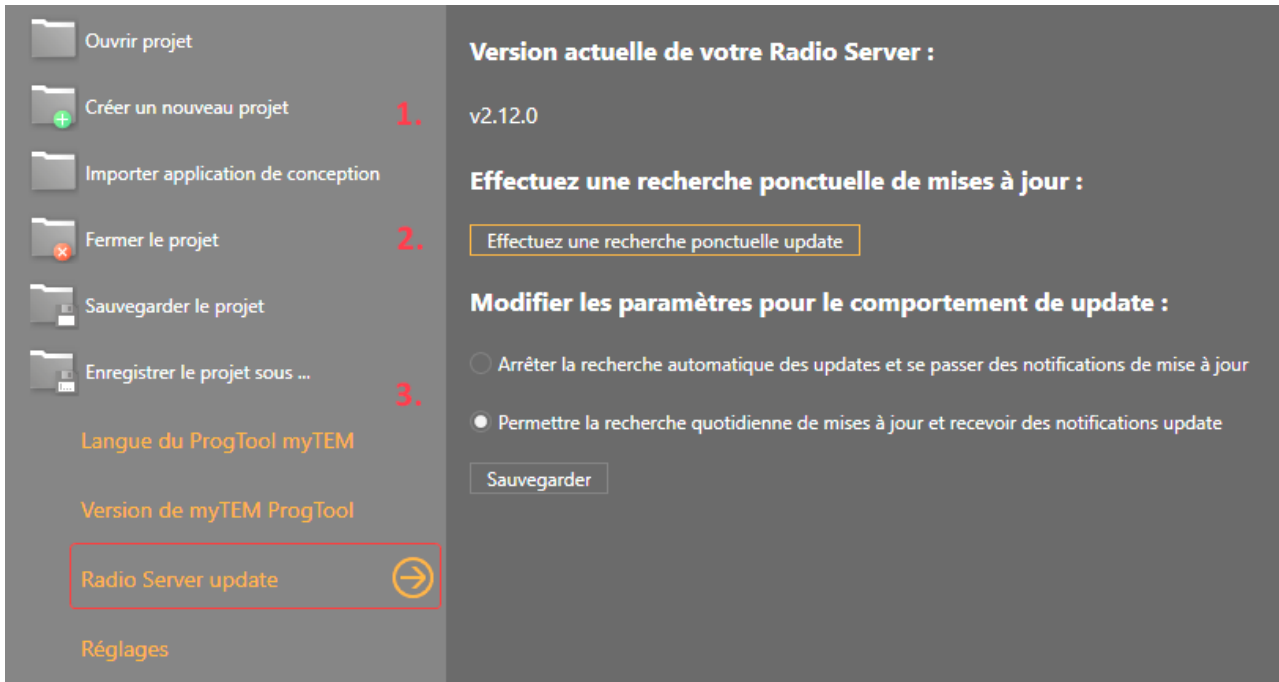 Ouvrir projet
Créer un nouveau projet
Importer application de conception
Fermer le projet
Sauvegarder le projet
Enregistrer le projet sous ...
Langue du ProgTool myTEM
Version de myTEM ProgTool
Radio Server update
Réglages
1.
2.
3.
Version actuelle de votre Radio Server :
v2.12.0
Effectuez une recherche ponctuelle de mises à jour :
Effectuez une recherche ponctuelle update
Modifier les paramètres pour le comportement de update :
Arrêter la recherche automatique des updates et se passer des notifications de mise à jour
Permettre la recherche quotidienne de mises à jour et recevoir des notifications update
Sauvegarder